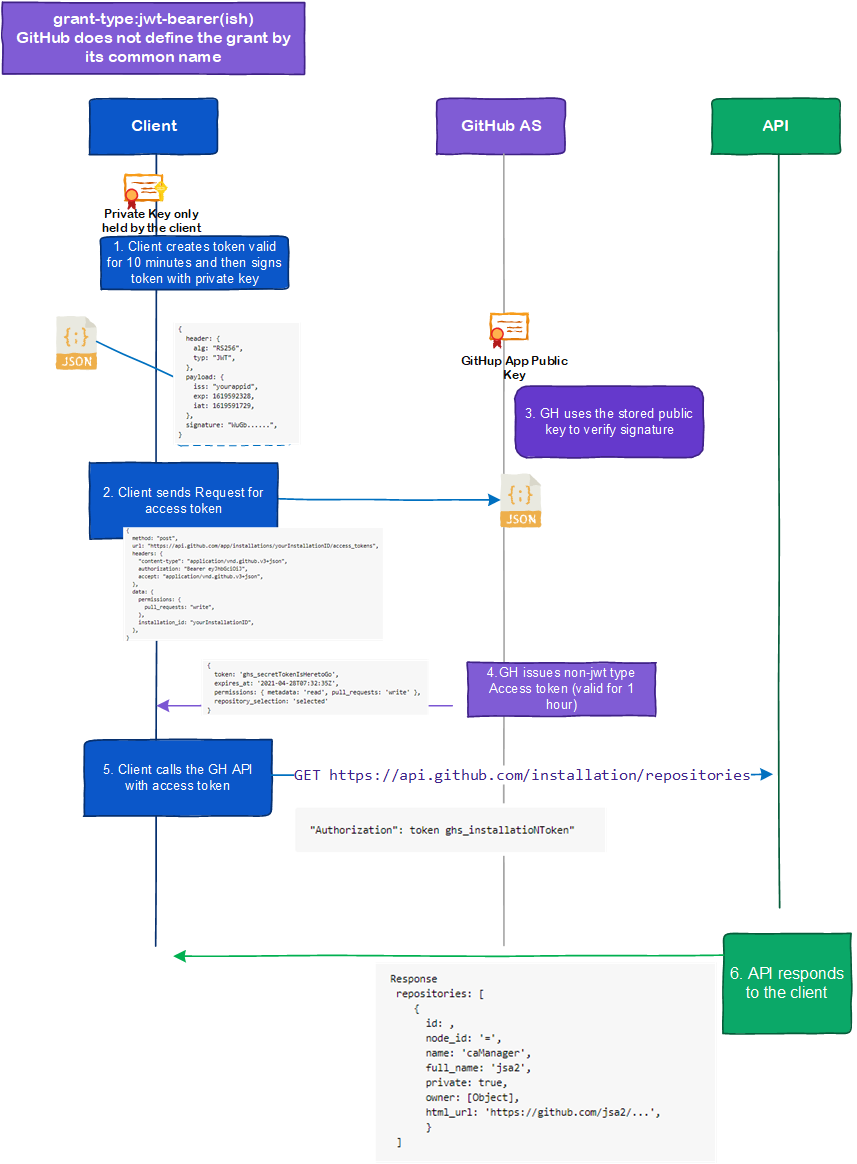 grant-type:jwt-bearer(ish)
GitHub does not define the grant by
its common name
Client
GitHub AS
API
Private Key only
held by the client
1. Client creates token valid
for 10 minutes and then signs
token with private key
JSON
{
header: {
alg: "RS256",
typ: "JWT",
},
payload: {
iss: "yourappid",
exp: 1619592328,
iat: 1619591729,
},
signature: "WuGb......",
}
GitHup App Public
Key
3. GH uses the stored public
key to verify signature
2. Client sends Request for
access token
JSON
{
method: "post",
url: "https://api.github.com/app/installations/yourInstallationID/access_tokens",
headers: {
"content-type": "application/vnd.github.v3+json",
authorization: "Bearer eyJhbGciOiJ",
accept: "application/vnd.github.v3+json",
},
data: {
permissions: {
pull_requests: "write",
},
installation_id: "yourInstallationID",
},
}
{
token: 'ghs_secretTokenIsHeretoGo',
expires_at: '2021-04-28T07:32:35Z',
permissions: { metadata: 'read', pull_requests: 'write' },
repository_selection: 'selected'
}
4.GH issues non-jwt type
Access token (valid for 1
hour)
5. Client calls the GH API
with access token
GET https://api.github.com/installation/repositories
"Authorization": token ghs_installatioNToken"
6. API responds
to the client
Response
repositories: [
{
id: ,
node_id: '=',
name: 'caManager',
full_name: 'jsa2',
private: true,
owner: [Object],
html_url: 'https://github.com/jsa2/...',
}
]